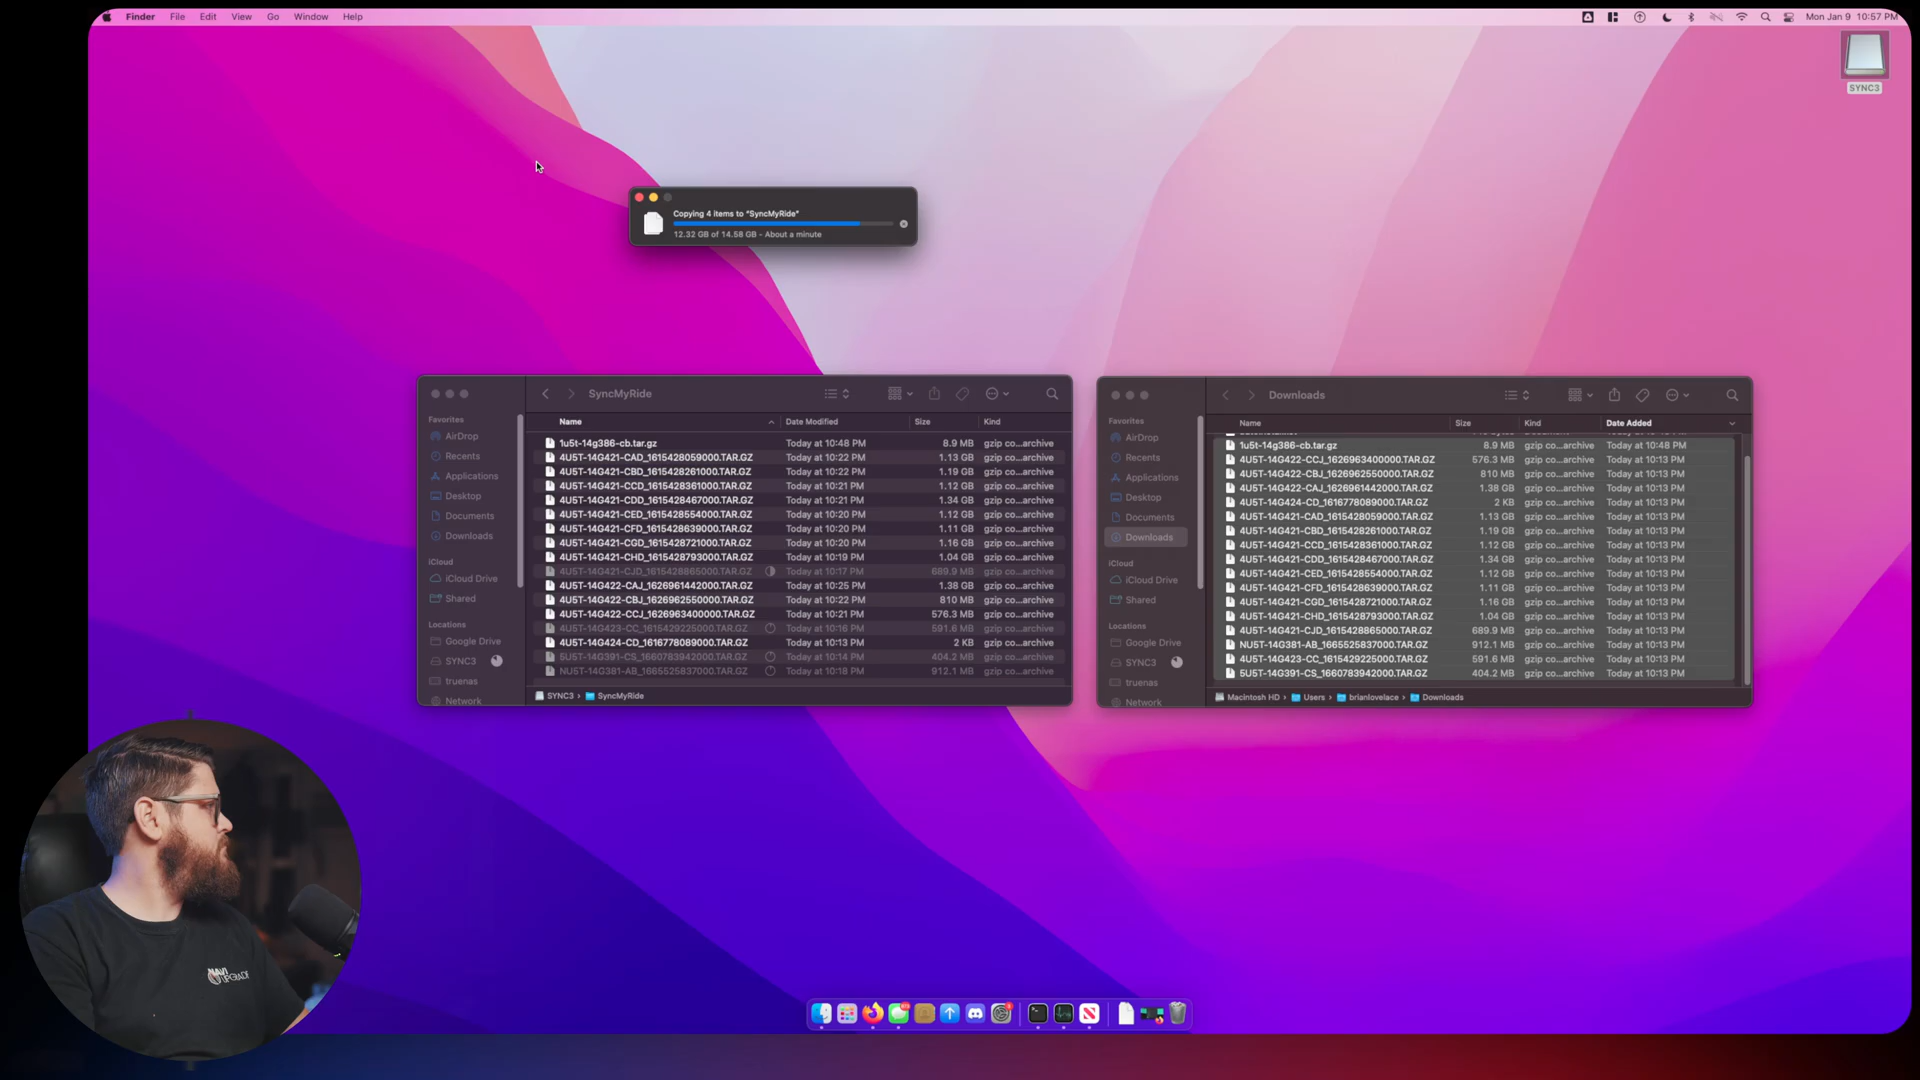 Finder File Edit View Go Window Help
Mon Jan 9 10:57 PM
SYNC3
Copying 4 items to “SyncMyRide”
12.32 GB of 14.58 GB - About a minute
SyncMyRide
Favorites
AirDrop
Recents
Applications
Desktop
Documents
Downloads
iCloud
iCloud Drive
Shared
Locations
Google Drive
SYNC3
truenas
Network
Name Date Modified Size Kind
1u5t-14g386-cb.tar.gz Today at 10:48 PM 8.9 MB gzip co...archive
4U5T-14G421-CAD_1615428059000.TAR.GZ Today at 10:22 PM 1.13 GB gzip co...archive
4U5T-14G421-CBD_1615428261000.TAR.GZ Today at 10:22 PM 1.19 GB gzip co...archive
4U5T-14G421-CCD_1615428361000.TAR.GZ Today at 10:21 PM 1.12 GB gzip co...archive
4U5T-14G421-CDD_1615428467000.TAR.GZ Today at 10:21 PM 1.34 GB gzip co...archive
4U5T-14G421-CED_1615428554000.TAR.GZ Today at 10:20 PM 1.12 GB gzip co...archive
4U5T-14G421-CFD_1615428639000.TAR.GZ Today at 10:20 PM 1.11 GB gzip co...archive
4U5T-14G421-CGD_1615428721000.TAR.GZ Today at 10:20 PM 1.16 GB gzip co...archive
4U5T-14G421-CHD_1615428793000.TAR.GZ Today at 10:19 PM 1.04 GB gzip co...archive
4U5T-14G421-CJD_1615428865000.TAR.GZ Today at 10:17 PM 689.9 MB gzip co...archive
4U5T-14G422-CAJ_1626961442000.TAR.GZ Today at 10:25 PM 1.38 GB gzip co...archive
4U5T-14G422-CBJ_1626962550000.TAR.GZ Today at 10:22 PM 810 MB gzip co...archive
4U5T-14G422-CCJ_1626963400000.TAR.GZ Today at 10:21 PM 576.3 MB gzip co...archive
4U5T-14G423-CC_1615429225000.TAR.GZ Today at 10:16 PM 591.6 MB gzip co...archive
4U5T-14G424-CD_1616778089000.TAR.GZ Today at 10:22 PM 2 KB gzip co...archive
5U5T-14G391-CS_1660783942000.TAR.GZ Today at 10:14 PM 404.2 MB gzip co...archive
NU5T-14G381-AB_1665525837000.TAR.GZ Today at 10:18 PM 912.1 MB gzip co...archive
SYNC3 › SyncMyRide
Downloads
Favorites
AirDrop
Recents
Applications
Desktop
Documents
Downloads
iCloud
iCloud Drive
Shared
Locations
Google Drive
SYNC3
truenas
Network
Name Size Kind Date Added
1u5t-14g386-cb.tar.gz 8.9 MB gzip co...archive Today at 10:48 PM
4U5T-14G422-CCJ_1626963400000.TAR.GZ 576.3 MB gzip co...archive Today at 10:13 PM
4U5T-14G422-CBJ_1626962550000.TAR.GZ 810 MB gzip co...archive Today at 10:13 PM
4U5T-14G422-CAJ_1626961442000.TAR.GZ 1.38 GB gzip co...archive Today at 10:13 PM
4U5T-14G424-CD_1616778089000.TAR.GZ 2 KB gzip co...archive Today at 10:13 PM
4U5T-14G421-CAD_1615428059000.TAR.GZ 1.13 GB gzip co...archive Today at 10:13 PM
4U5T-14G421-CBD_1615428261000.TAR.GZ 1.19 GB gzip co...archive Today at 10:13 PM
4U5T-14G421-CCD_1615428361000.TAR.GZ 1.12 GB gzip co...archive Today at 10:13 PM
4U5T-14G421-CDD_1615428467000.TAR.GZ 1.34 GB gzip co...archive Today at 10:13 PM
4U5T-14G421-CED_1615428554000.TAR.GZ 1.12 GB gzip co...archive Today at 10:13 PM
4U5T-14G421-CFD_1615428639000.TAR.GZ 1.11 GB gzip co...archive Today at 10:13 PM
4U5T-14G421-CGD_1615428721000.TAR.GZ 1.16 GB gzip co...archive Today at 10:13 PM
4U5T-14G421-CHD_1615428793000.TAR.GZ 1.04 GB gzip co...archive Today at 10:13 PM
4U5T-14G421-CJD_1615428865000.TAR.GZ 689.9 MB gzip co...archive Today at 10:13 PM
NU5T-14G381-AB_1665525837000.TAR.GZ 912.1 MB gzip co...archive Today at 10:13 PM
4U5T-14G423-CC_1615429225000.TAR.GZ 591.6 MB gzip co...archive Today at 10:13 PM
5U5T-14G391-CS_1660783942000.TAR.GZ 404.2 MB gzip co...archive Today at 10:13 PM
Macintosh HD › Users › brianlovelace › Downloads
NAVI
UPGRADE